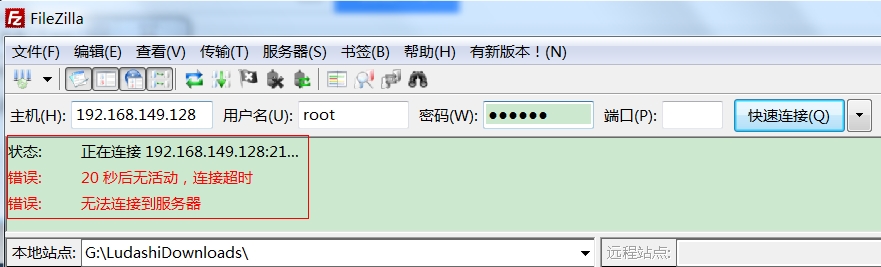 FileZilla
文件(F) 编辑(E) 查看(V) 传输(T) 服务器(S) 书签(B) 帮助(H) 有新版本！(N)
主机(H): 192.168.149.128 用户名(U): root 密码(W): ●●●●●● 端口(P): 快速连接(Q)
状态: 正在连接 192.168.149.128:21...
错误: 20 秒后无活动，连接超时
错误: 无法连接到服务器
本地站点: G:\LudashiDownloads\ 远程站点: